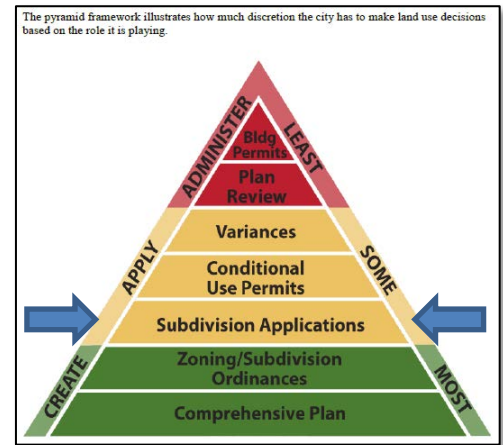 The pyramid framework illustrates how much discretion the city has to make land use decisions
based on the role it is playing.
ADMINISTER
LEAST
Bldg
Permits
Plan
Review
APPLY
SOME
Variances
Conditional
Use Permits
Subdivision Applications
CREATE
MOST
Zoning/Subdivision
Ordinances
Comprehensive Plan